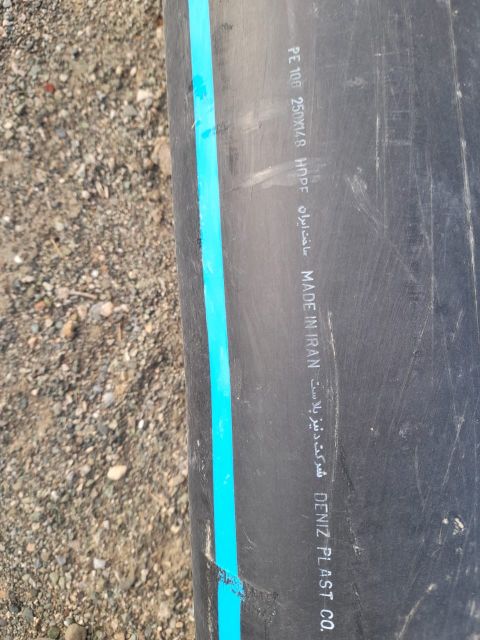 PE 100 250X14.8 HDPE ساخت ایران MADE IN IRAN شرکت دنیز پلاست DENIZ PLAST CO.